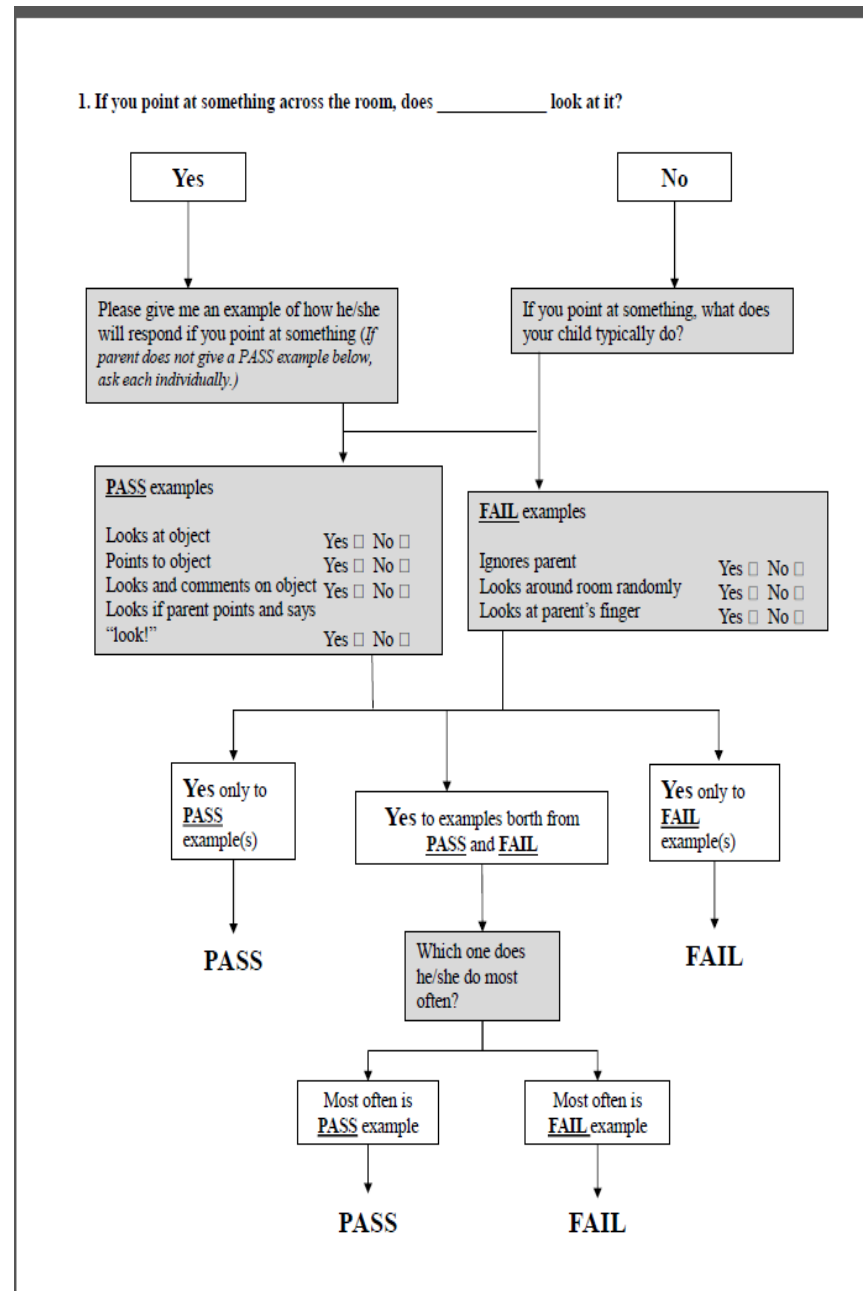 1. If you point at something across the room, does ____________ look at it?
Yes
No
Please give me an example of how he/she
will respond if you point at something (If
parent does not give a PASS example below,
ask each individually.)
If you point at something, what does
your child typically do?
PASS examples
Looks at object Yes □ No □
Points to object Yes □ No □
Looks and comments on object Yes □ No □
Looks if parent points and says
“look!” Yes □ No □
FAIL examples
Ignores parent Yes □ No □
Looks around room randomly Yes □ No □
Looks at parent’s finger Yes □ No □
Yes only to
PASS
example(s)
Yes to examples borth from
PASS and FAIL
Yes only to
FAIL
example(s)
PASS
FAIL
Which one does
he/she do most
often?
Most often is
PASS example
Most often is
FAIL example
PASS
FAIL